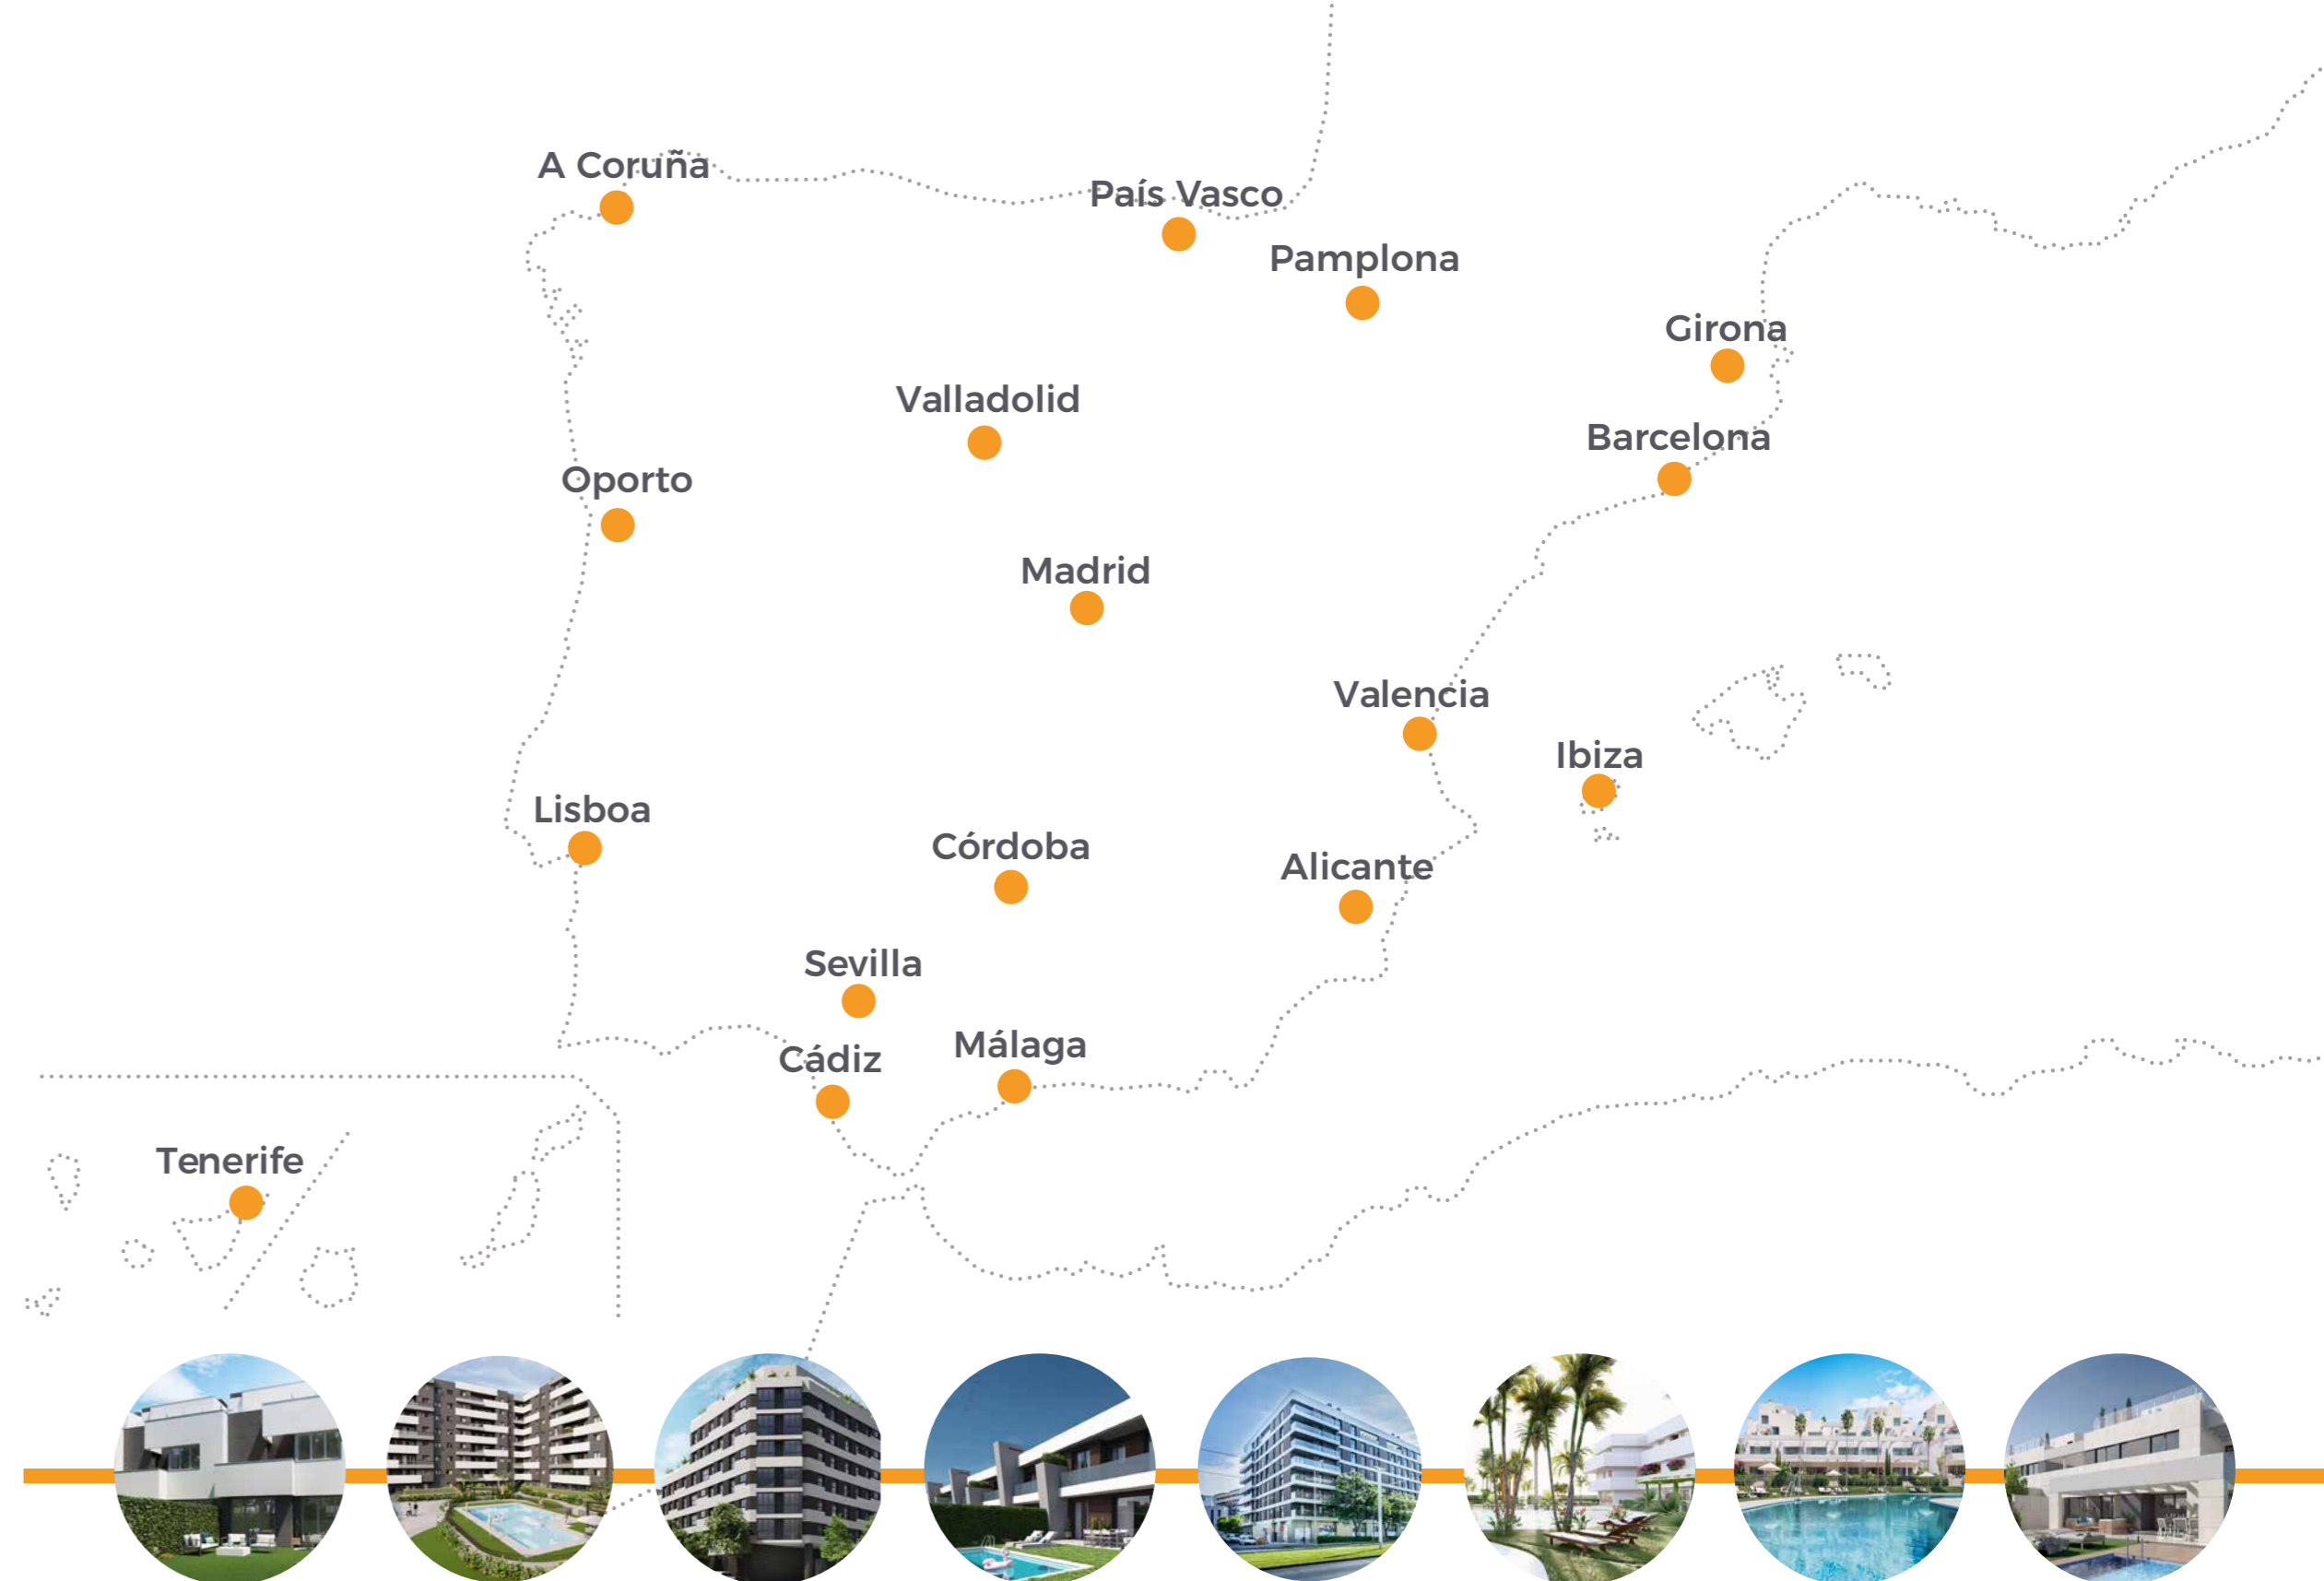 A Coruña
País Vasco
Pamplona
Girona
Valladolid
Barcelona
Oporto
Madrid
Valencia
Ibiza
Lisboa
Córdoba
Alicante
Sevilla
Málaga
Cádiz
Tenerife